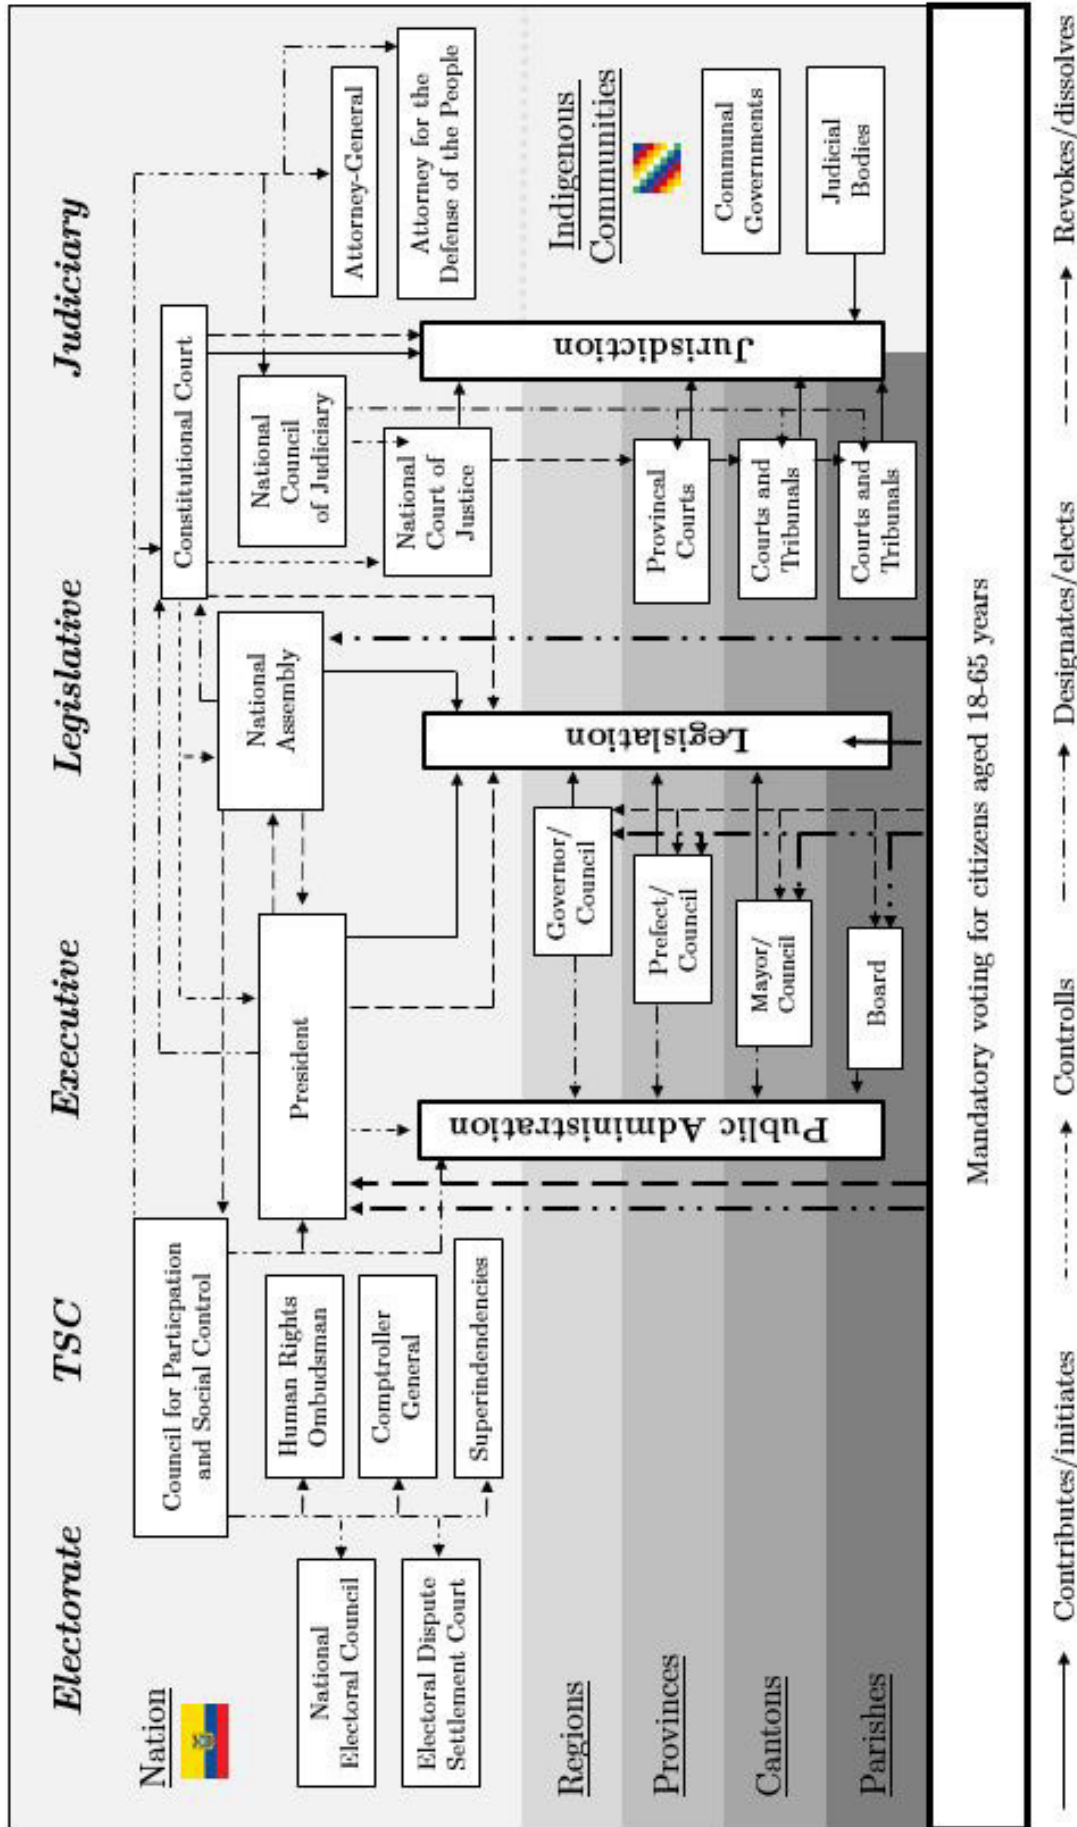 Electorate
TSC
Executive
Legislative
Judiciary
Nation
Council for Particpation
and Social Control
Constitutional Court
National
Assembly
President
National
Council
of Judiciary
Attorney-General
Attorney for the
Defense of the People
Human Rights
Ombudsman
Comptroller
General
Superindendencies
National
Electoral Council
Electoral Dispute
Settlement Court
National
Court of
Justice
Public Administration
Legislation
Jurisdiction
Indigenous
Communities
Communal
Governments
Judicial
Bodies
Regions
Governor/
Council
Provinces
Prefect/
Council
Provincal
Courts
Cantons
Mayor/
Council
Courts and
Tribunals
Parishes
Board
Courts and
Tribunals
Mandatory voting for citizens aged 18-65 years
Contributes/initiates
Controlls
Designates/elects
Revokes/dissolves